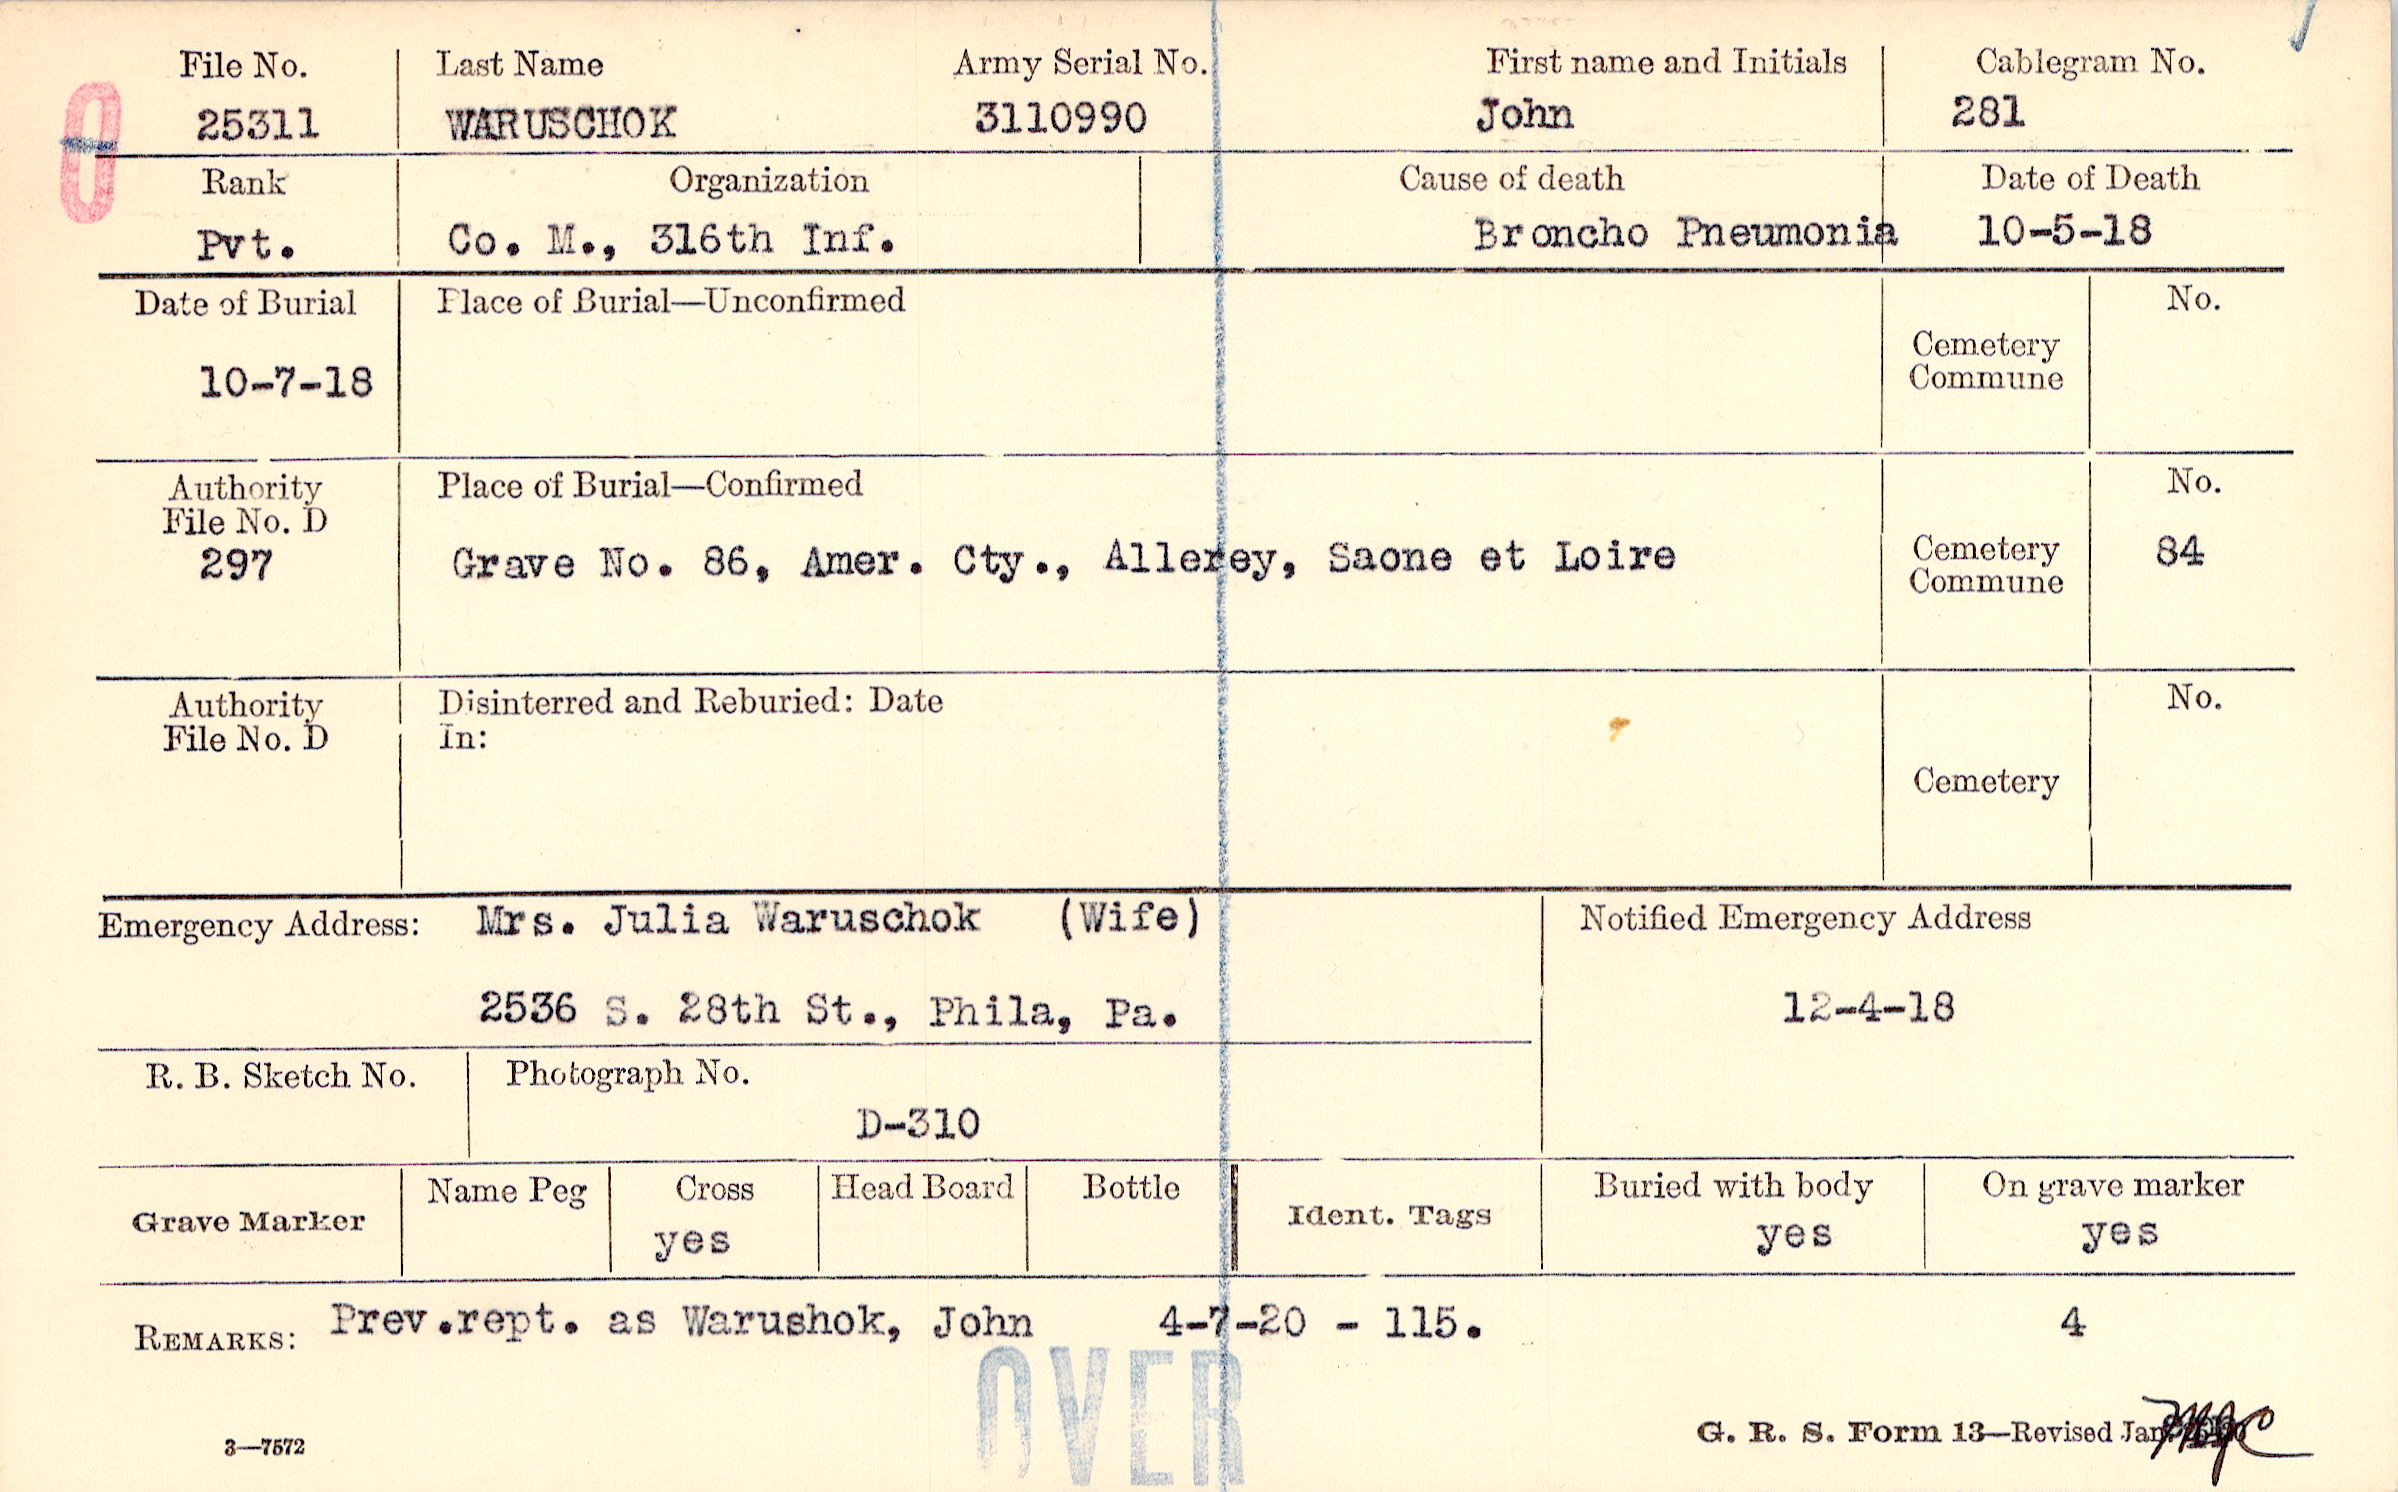 File No. Last Name Army Serial No. First name and Initials Cablegram No.
25311 WARUSCHOK 3110990 John 281
Rank Organization Cause of death Date of Death
Pvt. Co. M., 316th Inf. Broncho Pneumonia 10-5-18
Date of Burial Place of Burial—Unconfirmed No.
Cemetery
Commune
10-7-18
Authority Place of Burial—Confirmed No.
File No. D
297 Grave No. 86, Amer. Cty., Allerey, Saone et Loire Cemetery 84
Commune
Authority Disinterred and Reburied: Date No.
File No. D In:
Cemetery
Emergency Address: Mrs. Julia Waruschok (Wife) Notified Emergency Address
2536 S. 28th St., Phila, Pa. 12-4-18
R. B. Sketch No. Photograph No.
D-310
Grave Marker Name Peg Cross Head Board Bottle Ident. Tags Buried with body On grave marker
yes yes yes
REMARKS: Prev.rept. as Warushok, John 4-7-20 - 115. 4
OVER
3—7572 G. R. S. Form 13—Revised Jan.